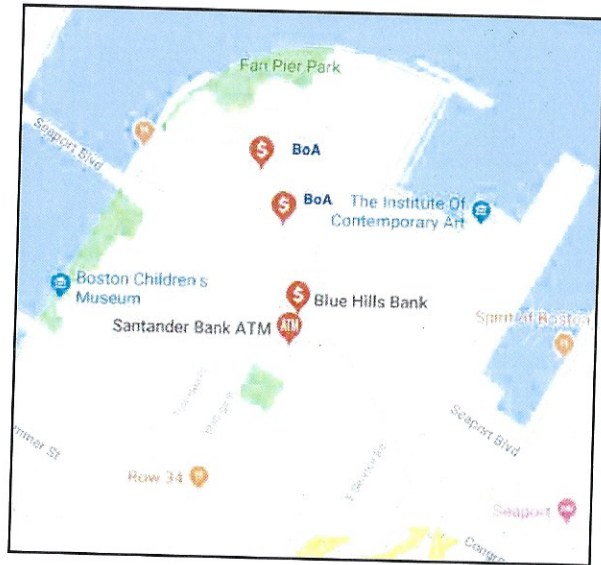 Fan Pier Park
Seaport Blvd
BoA
BoA
The Institute Of
Contemporary Art
Boston Children's
Museum
Blue Hills Bank
Santander Bank ATM
ATM
Spirit of Boston
Seaport Blvd
Row 34
Seaport